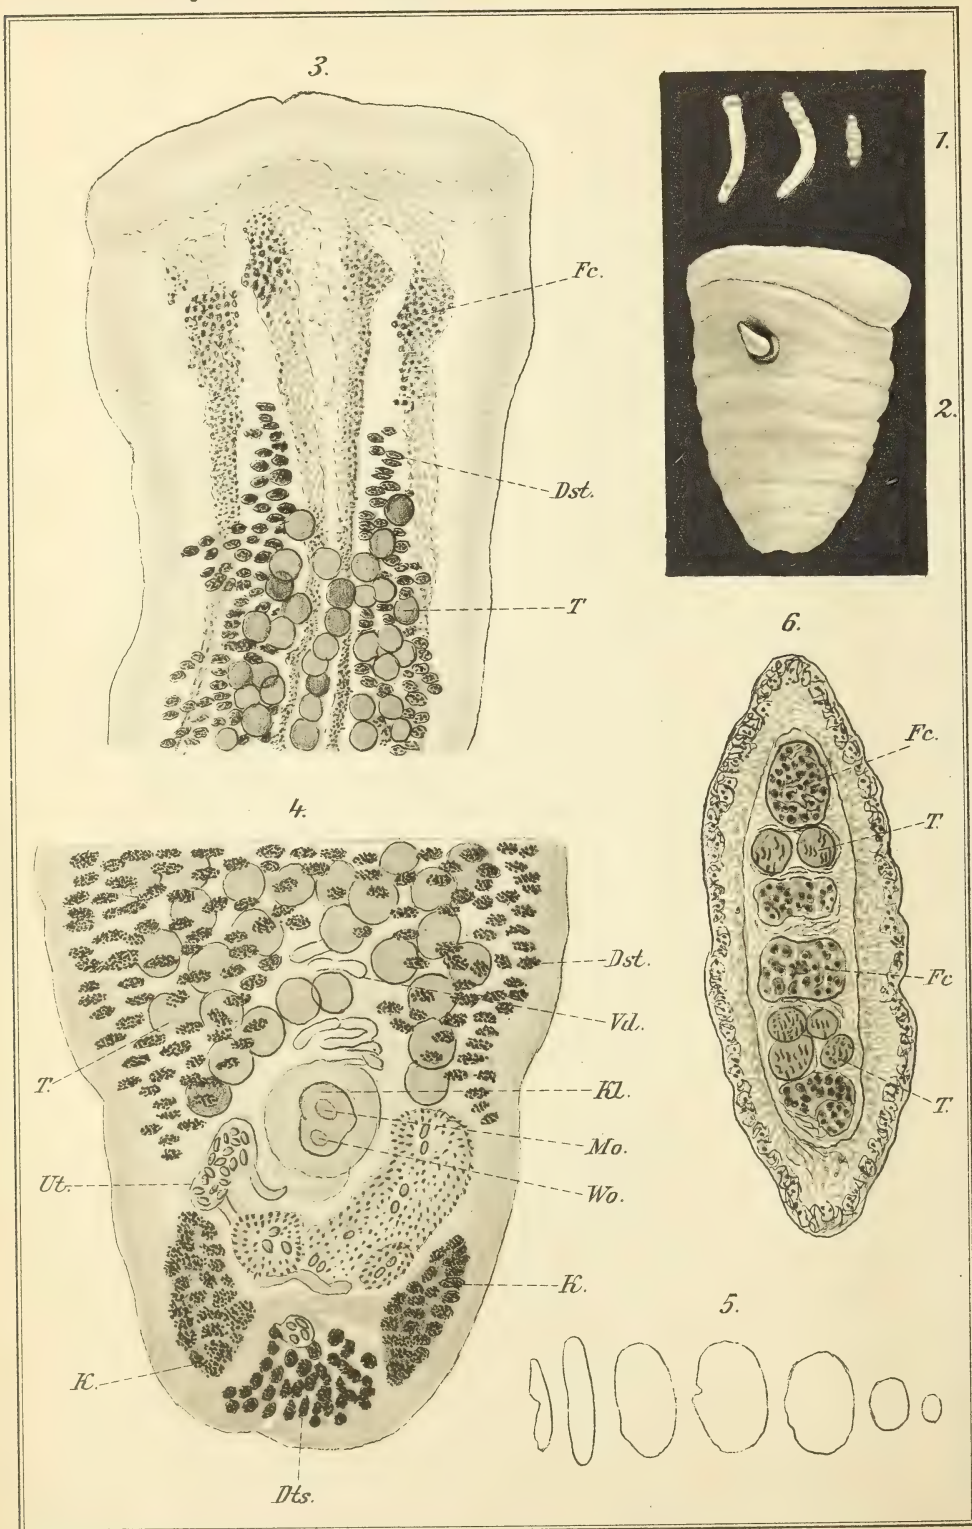 3.
Fc.
Dst.
T
1.
2.
6.
Fc.
T.
Fc
T.
4.
Dst.
Vd.
T.
Kl.
Mo.
Wo.
Ut.
K.
K.
Dts.
5.